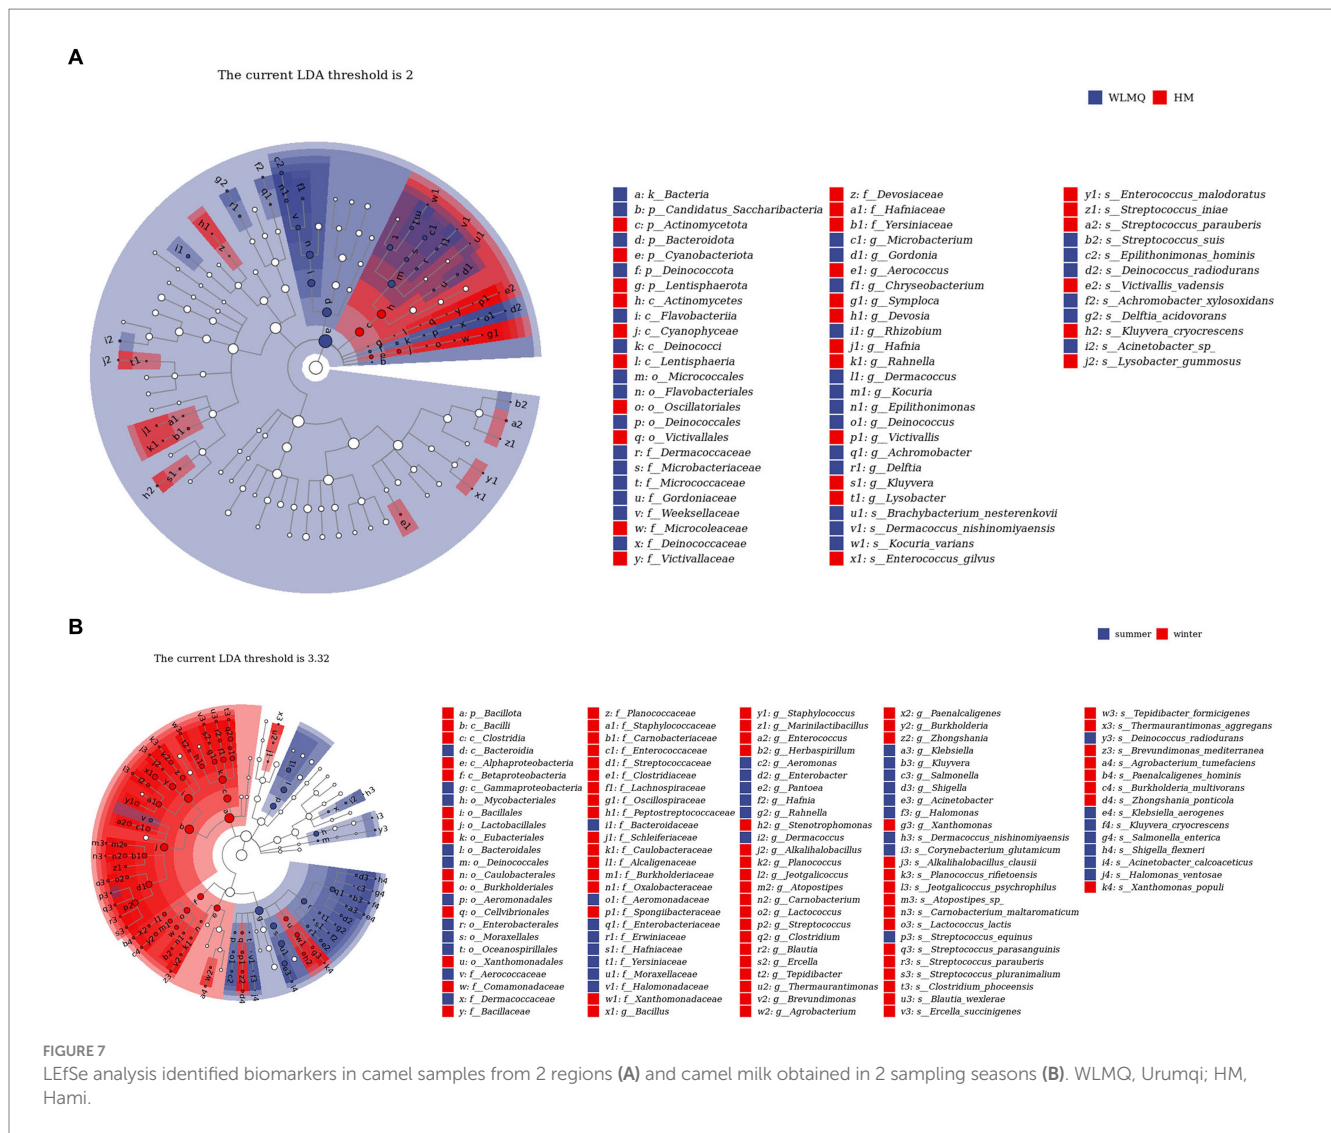 A
The current LDA threshold is 2
WLMQ HM
a: k__Bacteria
b: p__Candidatus_Saccharibacteria
c: p__Actinomycetota
d: p__Bacteroidota
e: p__Cyanobacteriota
f: p__Deinococcota
g: p__Lentisphaerota
h: c__Actinomycetes
i: c__Flavobacteriia
j: c__Cyanophyceae
k: c__Deinococci
l: c__Lentisphaeria
m: o__Micrococcales
n: o__Flavobacteriales
o: o__Oscillatoriales
p: o__Deinococcales
q: o__Victivallales
r: f__Dermacoccaceae
s: f__Microbacteriaceae
t: f__Micrococcaceae
u: f__Gordoniaceae
v: f__Weeksellaceae
w: f__Microcoleaceae
x: f__Deinococcaceae
y: f__Victivallaceae
z: f__Devosiaceae
a1: f__Hafniaceae
b1: f__Yersiniaceae
c1: g__Microbacterium
d1: g__Gordonia
e1: g__Aerococcus
f1: g__Chryseobacterium
g1: g__Symploca
h1: g__Devosia
i1: g__Rhizobium
j1: g__Hafnia
k1: g__Rahnella
l1: g__Dermacoccus
m1: g__Kocuria
n1: g__Epilithonimonas
o1: g__Deinococcus
p1: g__Victivallis
q1: g__Achromobacter
r1: g__Delftia
s1: g__Kluyvera
t1: g__Lysobacter
u1: s__Brachybacterium_nesterenkovii
v1: s__Dermacoccus_nishinomiyaensis
w1: s__Kocuria_varians
x1: s__Enterococcus_gilvus
y1: s__Enterococcus_malodoratus
z1: s__Streptococcus_iniae
a2: s__Streptococcus_parauberis
b2: s__Streptococcus_suis
c2: s__Epilithonimonas_hominis
d2: s__Deinococcus_radiodurans
e2: s__Victivallis_vadensis
f2: s__Achromobacter_xylosoxidans
g2: s__Delftia_acidovorans
h2: s__Kluyvera_cryocrescens
i2: s__Acinetobacter_sp_
j2: s__Lysobacter_gummosus
B
The current LDA threshold is 3.32
summer winter
a: p__Bacillota
b: c__Bacilli
c: c__Clostridia
d: c__Bacteroidia
e: c__Alphaproteobacteria
f: c__Betaproteobacteria
g: c__Gammaproteobacteria
h: o__Mycobacteriales
i: o__Bacillales
j: o__Lactobacillales
k: o__Eubacteriales
l: o__Bacteroidales
m: o__Deinococcales
n: o__Caulobacterales
o: o__Burkholderiales
p: o__Aeromonadales
q: o__Cellvibrionales
r: o__Enterobacterales
s: o__Moraxellales
t: o__Oceanospirillales
u: o__Xanthomonadales
v: f__Aerococcaceae
w: f__Comamonadaceae
x: f__Dermacoccaceae
y: f__Bacillaceae
z: f__Planococcaceae
a1: f__Staphylococcaceae
b1: f__Carnobacteriaceae
c1: f__Enterococcaceae
d1: f__Streptococcaceae
e1: f__Clostridiaceae
f1: f__Lachnospiraceae
g1: f__Oscillospiraceae
h1: f__Peptostreptococcaceae
i1: f__Bacteroidaceae
j1: f__Schleiferiaceae
k1: f__Caulobacteraceae
l1: f__Alcaligenaceae
m1: f__Burkholderiaceae
n1: f__Oxalobacteraceae
o1: f__Aeromonadaceae
p1: f__Spongiibacteraceae
q1: f__Enterobacteriaceae
r1: f__Erwiniaceae
s1: f__Hafniaceae
t1: f__Yersiniaceae
u1: f__Moraxellaceae
v1: f__Halomonadaceae
w1: f__Xanthomonadaceae
x1: g__Bacillus
y1: g__Staphylococcus
z1: g__Marinilactibacillus
a2: g__Enterococcus
b2: g__Herbaspirillum
c2: g__Aeromonas
d2: g__Enterobacter
e2: g__Pantoea
f2: g__Hafnia
g2: g__Rahnella
h2: g__Stenotrophomonas
i2: g__Dermacoccus
j2: g__Alkalihalobacillus
k2: g__Planococcus
l2: g__Jeotgalicoccus
m2: g__Atopostipes
n2: g__Carnobacterium
o2: g__Lactococcus
p2: g__Streptococcus
q2: g__Clostridium
r2: g__Blautia
s2: g__Ercella
t2: g__Tepidibacter
u2: g__Thermaurantimonas
v2: g__Brevundimonas
w2: g__Agrobacterium
x2: g__Paenalcaligenes
y2: g__Burkholderia
z2: g__Zhongshania
a3: g__Klebsiella
b3: g__Kluyvera
c3: g__Salmonella
d3: g__Shigella
e3: g__Acinetobacter
f3: g__Halomonas
g3: g__Xanthomonas
h3: s__Dermacoccus_nishinomiyaensis
i3: s__Corynebacterium_glutamicum
j3: s__Alkalihalobacillus_clausii
k3: s__Planococcus_rifietoensis
l3: s__Jeotgalicoccus_psychrophilus
m3: s__Atopostipes_sp_
n3: s__Carnobacterium_maltaromaticum
o3: s__Lactococcus_lactis
p3: s__Streptococcus_equinus
q3: s__Streptococcus_parasanguinis
r3: s__Streptococcus_parauberis
s3: s__Streptococcus_pluranimalium
t3: s__Clostridium_phoceensis
u3: s__Blautia_wexlerae
v3: s__Ercella_succinigenes
w3: s__Tepidibacter_formicigenes
x3: s__Thermaurantimonas_aggregans
y3: s__Deinococcus_radiodurans
z3: s__Brevundimonas_mediterranea
a4: s__Agrobacterium_tumefaciens
b4: s__Paenalcaligenes_hominis
c4: s__Burkholderia_multivorans
d4: s__Zhongshania_ponticola
e4: s__Klebsiella_aerogenes
f4: s__Kluyvera_cryocrescens
g4: s__Salmonella_enterica
h4: s__Shigella_flexneri
i4: s__Acinetobacter_calcoaceticus
j4: s__Halomonas_ventosae
k4: s__Xanthomonas_populi
FIGURE 7
LEfSe analysis identified biomarkers in camel samples from 2 regions (A) and camel milk obtained in 2 sampling seasons (B). WLMQ, Urumqi; HM,
Hami.